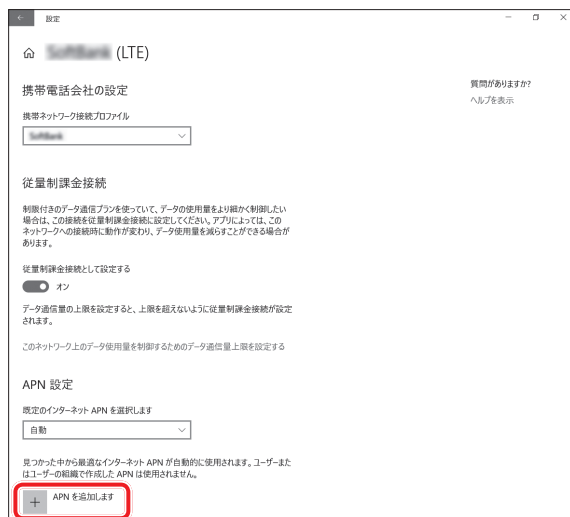 設定
(LTE)
携帯電話会社の設定
携帯ネットワーク接続プロファイル
従量制課金接続
制限付きのデータ通信プランを使っていて、データの使用量をより細かく制御したい
場合は、この接続を従量制課金接続に設定してください。アプリによっては、この
ネットワークへの接続時に動作が変わり、データ使用量を減らすことができる場合が
あります。
従量制課金接続として設定する
オン
データ通信量の上限を設定すると、上限を超えないように従量制課金接続が設定
されます。
このネットワーク上のデータ使用量を制御するためのデータ通信量上限を設定する
APN 設定
既定のインターネット APN を選択します
自動
見つかった中から最適なインターネット APN が自動的に使用されます。ユーザーまた
はユーザーの組織で作成した APN は使用されません。
APN を追加します
質問がありますか?
ヘルプを表示